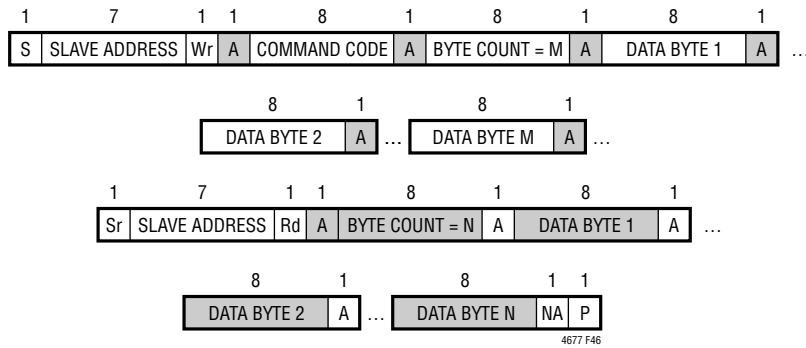 1 7 1 1 8 1 8 1 8 1
S SLAVE ADDRESS Wr A COMMAND CODE A BYTE COUNT = M A DATA BYTE 1 A …
8 1 8 1
DATA BYTE 2 A … DATA BYTE M A …
1 7 1 1 8 1 8 1
Sr SLAVE ADDRESS Rd A BYTE COUNT = N A DATA BYTE 1 A …
8 1 8 1 1
DATA BYTE 2 A … DATA BYTE N NA P
4677 F46